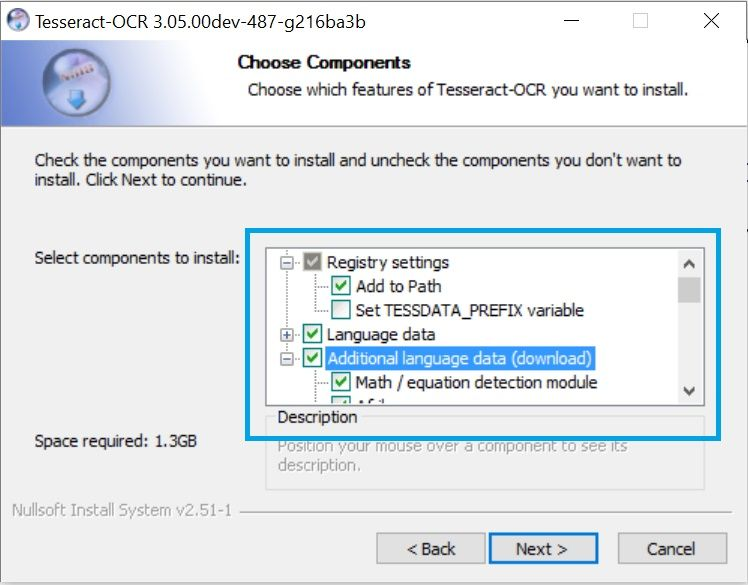 Tesseract-OCR 3.05.00dev-487-g216ba3b
Choose Components
Choose which features of Tesseract-OCR you want to install.
Check the components you want to install and uncheck the components you don't want to
install. Click Next to continue.
Select components to install:
Registry settings
Add to Path
Set TESSDATA_PREFIX variable
Language data
Additional language data (download)
Math / equation detection module
Description
Space required: 1.3GB
Position your mouse over a component to see its
description.
Nullsoft Install System v2.51-1
< Back
Next >
Cancel